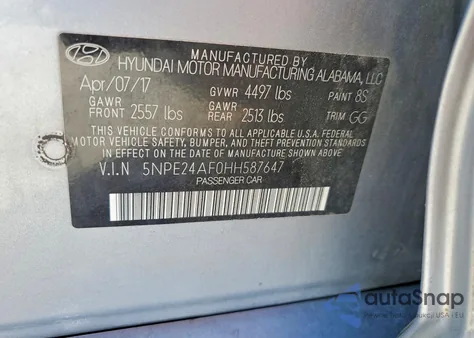 MANUFACTURED BY
HYUNDAI MOTOR MANUFACTURING ALABAMA, LLC
Apr/07/17 GVWR 4497 lbs PAINT 8S
GAWR FRONT 2557 lbs GAWR REAR 2513 lbs TRIM GG
THIS VEHICLE CONFORMS TO ALL APPLICABLE U.S.A. FEDERAL
MOTOR VEHICLE SAFETY, BUMPER, AND THEFT PREVENTION STANDARDS
IN EFFECT ON THE DATE OF MANUFACTURE SHOWN ABOVE.
V.I.N 5NPE24AF0HH587647
PASSENGER CAR
autoSnap